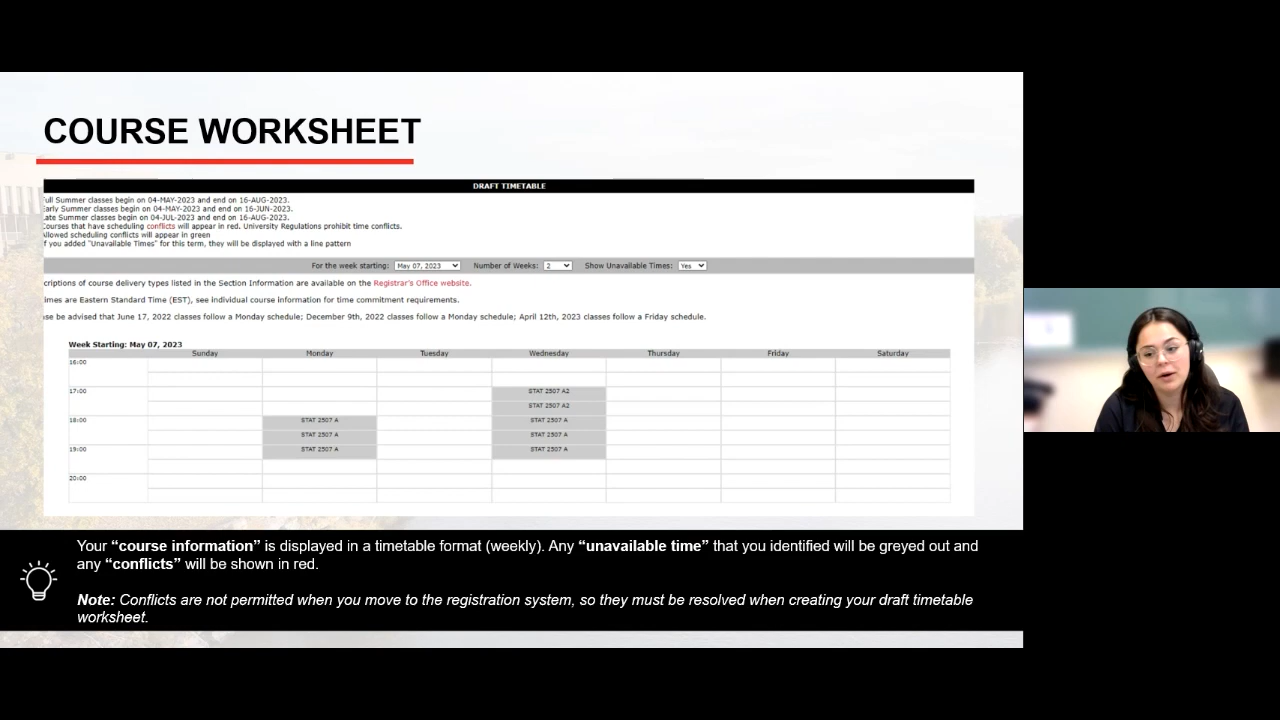 COURSE WORKSHEET
DRAFT TIMETABLE
ull Summer classes begin on 04-MAY-2023 and end on 16-AUG-2023.
arly Summer classes begin on 04-MAY-2023 and end on 16-JUN-2023.
ate Summer classes begin on 04-JUL-2023 and end on 16-AUG-2023.
ourses that have scheduling conflicts will appear in red. University Regulations prohibit time conflicts.
llowed scheduling conflicts will appear in green
f you added "Unavailable Times" for this term, they will be displayed with a line pattern
For the week starting: May 07, 2023 Number of Weeks: 2 Show Unavailable Times: Yes
criptions of course delivery types listed in the Section Information are available on the Registrar's Office website.
imes are Eastern Standard Time (EST), see individual course information for time commitment requirements.
se be advised that June 17, 2022 classes follow a Monday schedule; December 9th, 2022 classes follow a Monday schedule; April 12th, 2023 classes follow a Friday schedule.
Week Starting: May 07, 2023
Sunday Monday Tuesday Wednesday Thursday Friday Saturday
16:00
17:00 STAT 2507 A2
STAT 2507 A2
18:00 STAT 2507 A STAT 2507 A
STAT 2507 A STAT 2507 A
19:00 STAT 2507 A STAT 2507 A
20:00
Your “course information” is displayed in a timetable format (weekly). Any “unavailable time” that you identified will be greyed out and
any “conflicts” will be shown in red.
Note: Conflicts are not permitted when you move to the registration system, so they must be resolved when creating your draft timetable
worksheet.